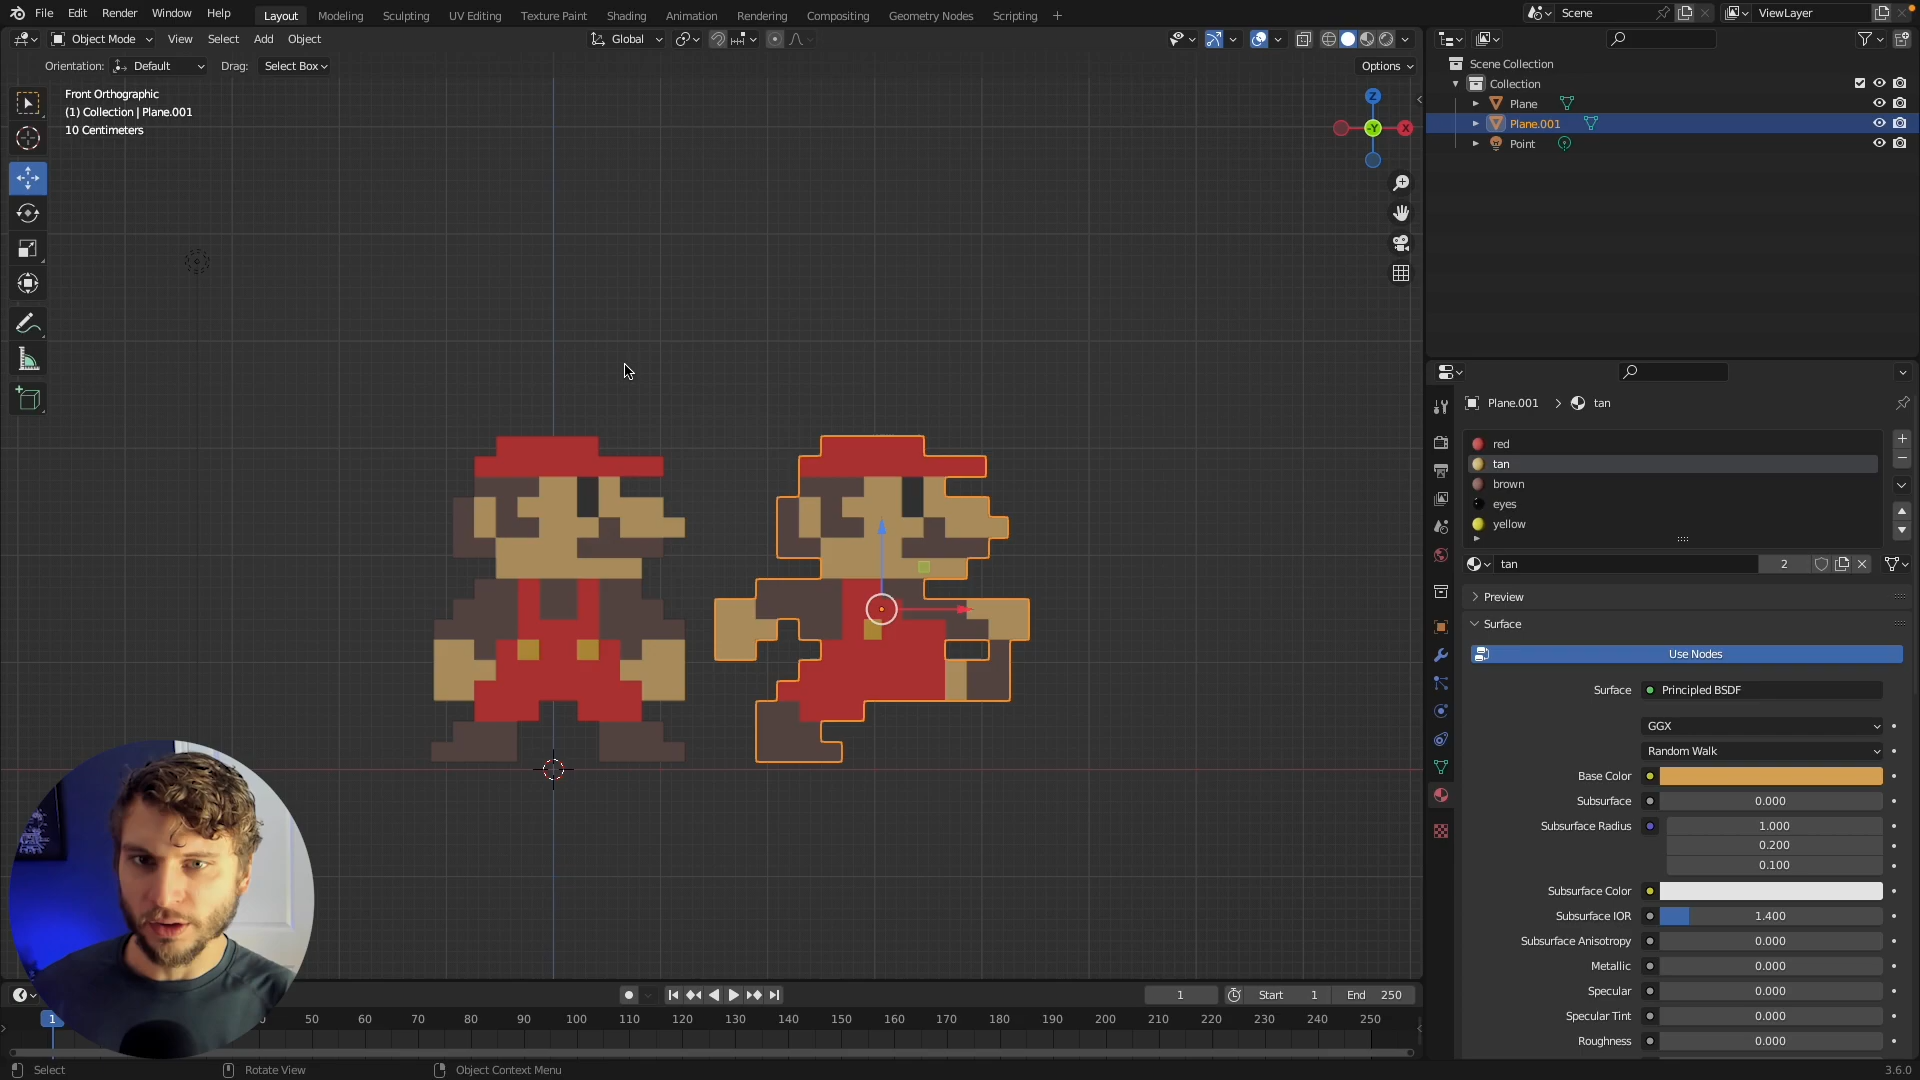 File Edit Render Window Help Layout Modeling Sculpting UV Editing Texture Paint Shading Animation Rendering Compositing Geometry Nodes Scripting + Scene ViewLayer
Object Mode View Select Add Object Global
Orientation: Default Drag: Select Box Options
Front Orthographic
(1) Collection | Plane.001
10 Centimeters
Z
-Y X
Scene Collection
Collection
Plane
Plane.001
Point
Plane.001 > tan
red
tan
brown
eyes
yellow
tan 2
Preview
Surface
Use Nodes
Surface Principled BSDF
GGX
Random Walk
Base Color
Subsurface 0.000
Subsurface Radius 1.000
0.200
0.100
Subsurface Color
Subsurface IOR 1.400
Subsurface Anisotropy 0.000
Metallic 0.000
Specular 0.000
Specular Tint 0.000
Roughness 0.000
1 Start 1 End 250
1 50 60 70 80 90 100 110 120 130 140 150 160 170 180 190 200 210 220 230 240 250
Select Rotate View Object Context Menu 3.6.0